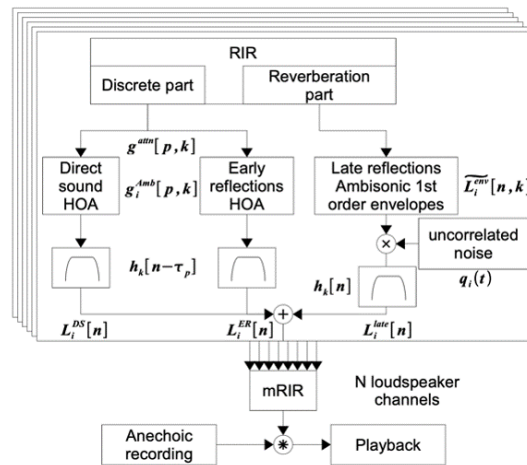 RIR
Discrete part
Reverberation
part
g^{attn}[p,k]
Direct
sound
HOA
g_i^{Amb}[p,k]
Early
reflections
HOA
Late reflections
Ambisonic 1st
order envelopes
\widetilde{L_i^{env}}[n,k]
×
uncorrelated
noise
q_i(t)
h_k[n−τ_p]
h_k[n]
+
L_i^{DS}[n]
L_i^{ER}[n]
L_i^{late}[n]
mRIR
N loudspeaker
channels
Anechoic
recording
*
Playback